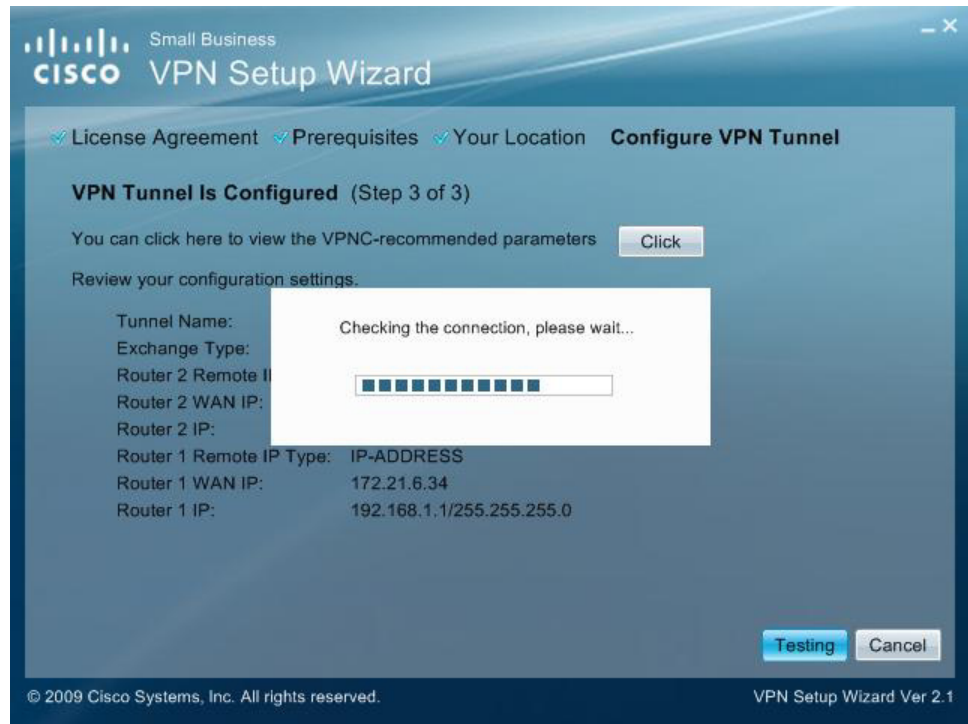 Small Business
CISCO VPN Setup Wizard
License Agreement Prerequisites Your Location Configure VPN Tunnel
VPN Tunnel Is Configured (Step 3 of 3)
You can click here to view the VPNC-recommended parameters Click
Review your configuration settings.
Checking the connection, please wait...
Tunnel Name:
Exchange Type:
Router 2 Remote
Router 2 WAN IP:
Router 2 IP:
Router 1 Remote IP Type: IP-ADDRESS
Router 1 WAN IP: 172.21.6.34
Router 1 IP: 192.168.1.1/255.255.255.0
Testing Cancel
© 2009 Cisco Systems, Inc. All rights reserved. VPN Setup Wizard Ver 2.1